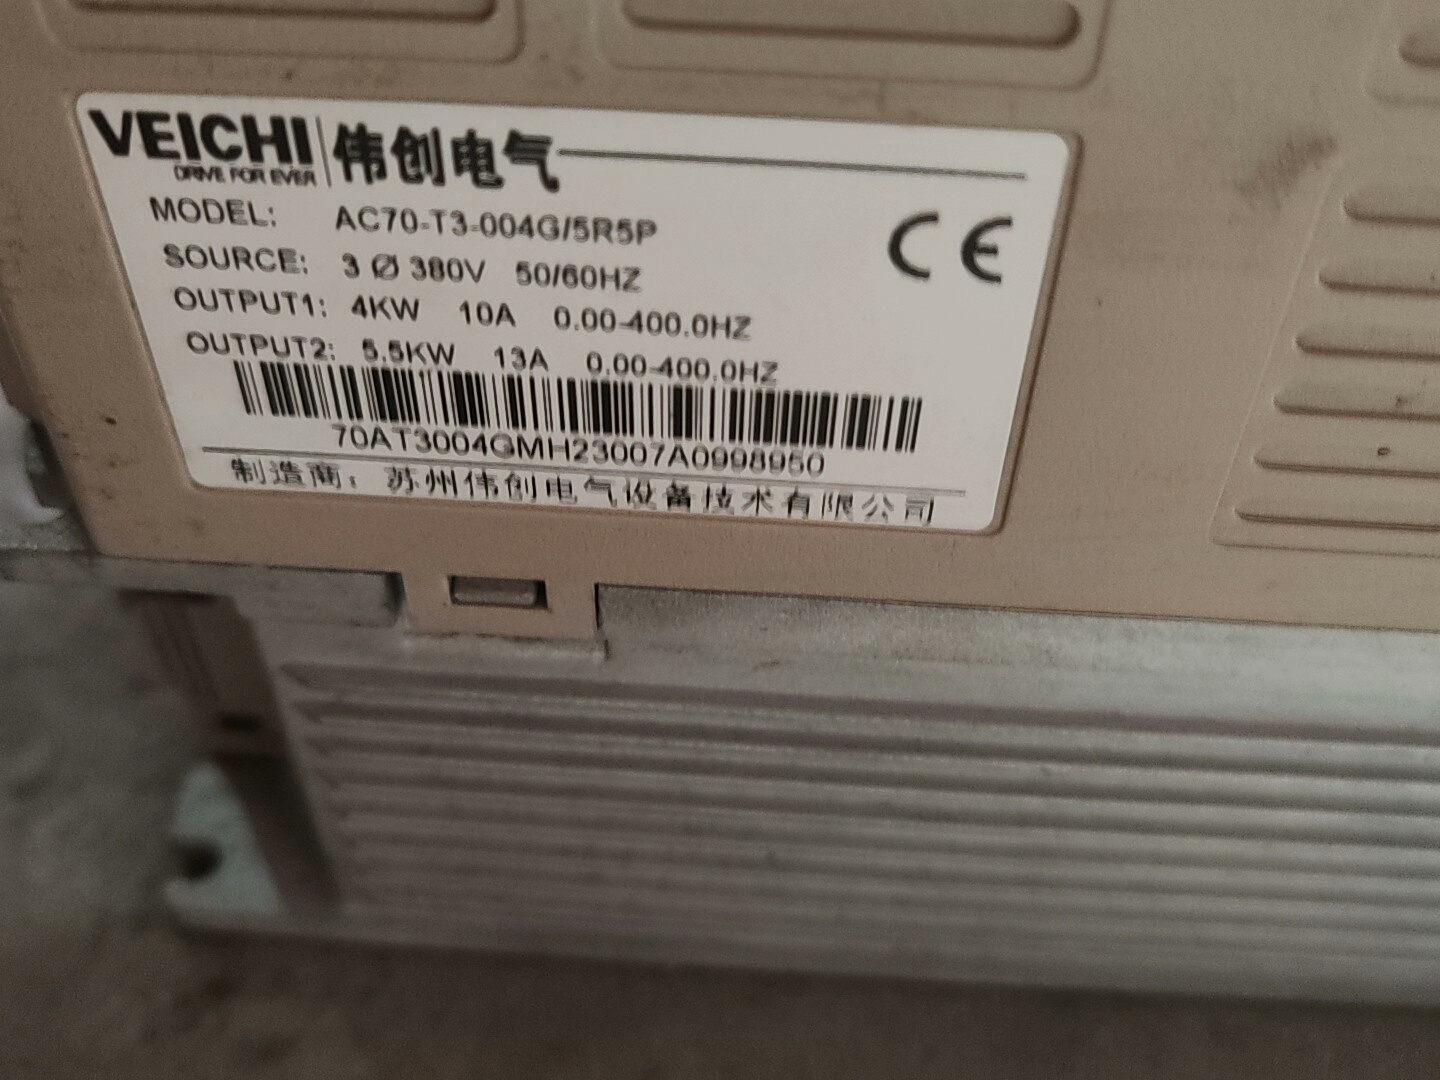 VEICHI 伟创电气
DRIVE FOR EVER
MODEL: AC70-T3-004G/5R5P
SOURCE: 3 Ø 380V 50/60HZ
OUTPUT1: 4KW 10A 0.00-400.0HZ
OUTPUT2: 5.5KW 13A 0.00-400.0HZ
CE
70AT3004GMH23007A0998950
制造商：苏州伟创电气设备技术有限公司